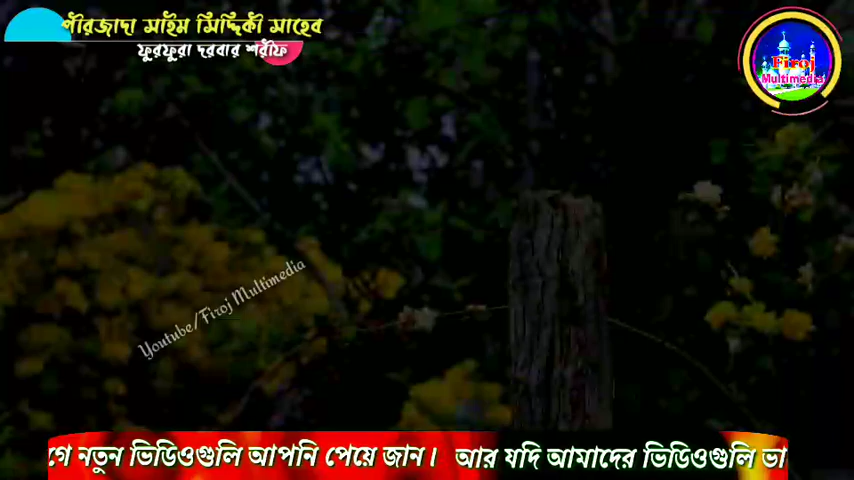 পীরজাদা সাইম সিদ্দিকী সাহেব
ফুরফুরা দরবার শরীফ
Firoj
Multimedia
Youtube/Firoj Multimedia
গে নতুন ভিডিওগুলি আপনি পেয়ে জান। আর যদি আমাদের ভিডিওগুলি ভা